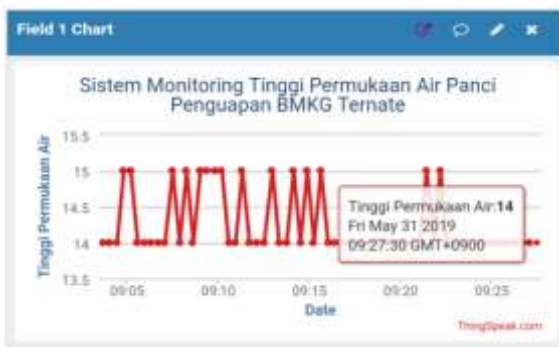 Field 1 Chart
Sistem Monitoring Tinggi Permukaan Air Panci
Penguapan BMKG Ternate
Tinggi Permukaan Air
15.5
15
14.5
14
13.5
Tinggi Permukaan Air:14
Fri May 31 2019
09:27:30 GMT+0900
09:05
09:10
09:15
09:20
09:25
Date
ThingSpeak.com